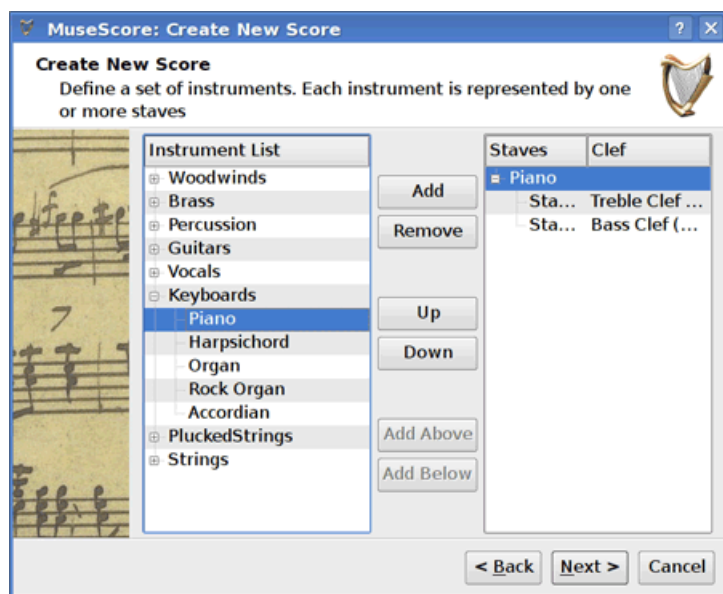 MuseScore: Create New Score
?
Create New Score
Define a set of instruments. Each instrument is represented by one
or more staves
Instrument List
Woodwinds
Brass
Percussion
Guitars
Vocals
Keyboards
Piano
Harpsichord
Organ
Rock Organ
Accordian
PluckedStrings
Strings
Add
Remove
Up
Down
Add Above
Add Below
Staves Clef
Piano
Sta... Treble Clef ...
Sta... Bass Clef (...
7
< Back Next > Cancel